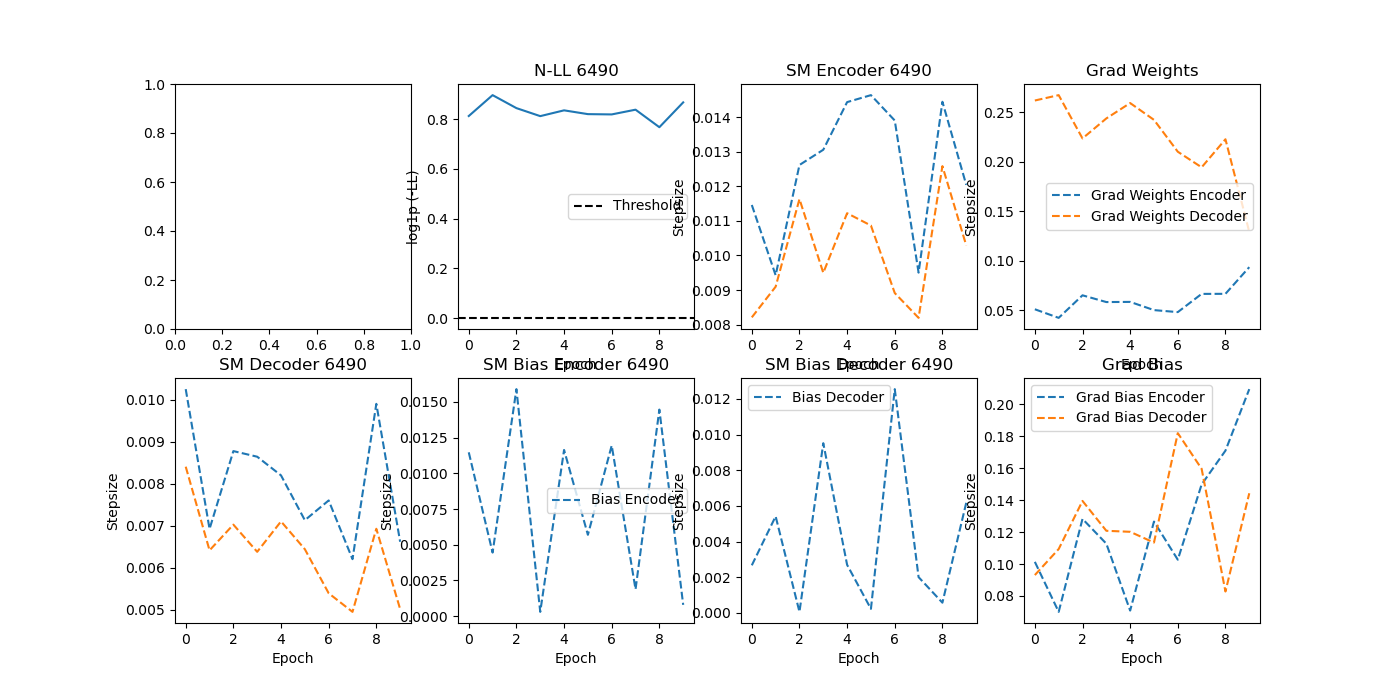 N-LL 6490
SM Encoder 6490
Grad Weights
1.0
0.8
0.6
0.4
0.2
0.0
0.0 0.2 0.4 0.6 0.8 1.0
log1p (-LL)
0.8
0.6
0.4
0.2
0.0
Threshold
0 2 4 6 8
Epoch
Stepsize
0.014
0.013
0.012
0.011
0.010
0.009
0.008
0 2 4 6 8
Epoch
Stepsize
0.25
0.20
0.15
0.10
0.05
Grad Weights Encoder
Grad Weights Decoder
0 2 4 6 8
Epoch
SM Decoder 6490
SM Bias Encoder 6490
SM Bias Decoder 6490
Grad Bias
Stepsize
0.010
0.009
0.008
0.007
0.006
0.005
0 2 4 6 8
Epoch
Stepsize
0.0150
0.0125
0.0100
0.0075
0.0050
0.0025
0.0000
Bias Encoder
0 2 4 6 8
Epoch
Stepsize
0.012
0.010
0.008
0.006
0.004
0.002
0.000
Bias Decoder
0 2 4 6 8
Epoch
Stepsize
0.20
0.18
0.16
0.14
0.12
0.10
0.08
Grad Bias Encoder
Grad Bias Decoder
0 2 4 6 8
Epoch